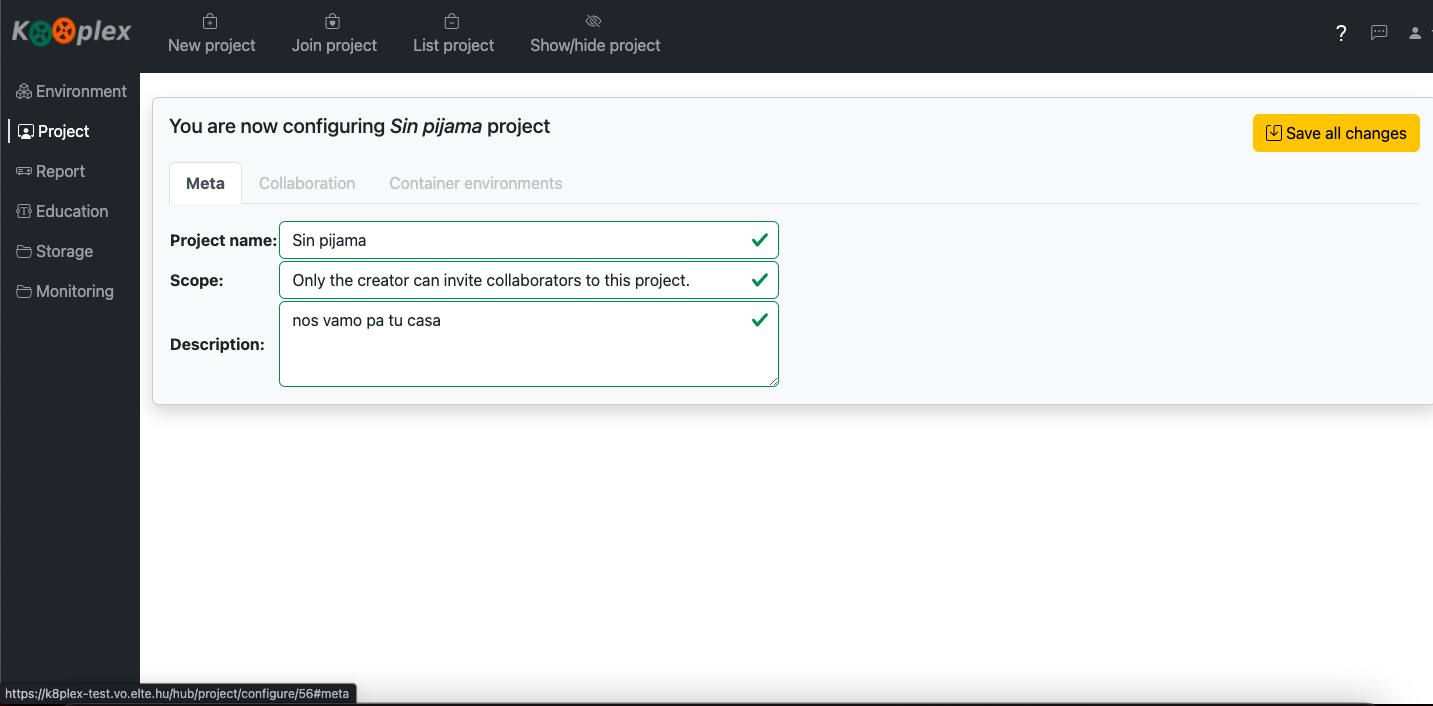 Kooplex
New project
Join project
List project
Show/hide project
?
Environment
Project
Report
Education
Storage
Monitoring
You are now configuring Sin pijama project
Save all changes
Meta
Collaboration
Container environments
Project name:
Sin pijama
Scope:
Only the creator can invite collaborators to this project.
Description:
nos vamo pa tu casa
https://k8plex-test.vo.elte.hu/hub/project/configure/56#meta